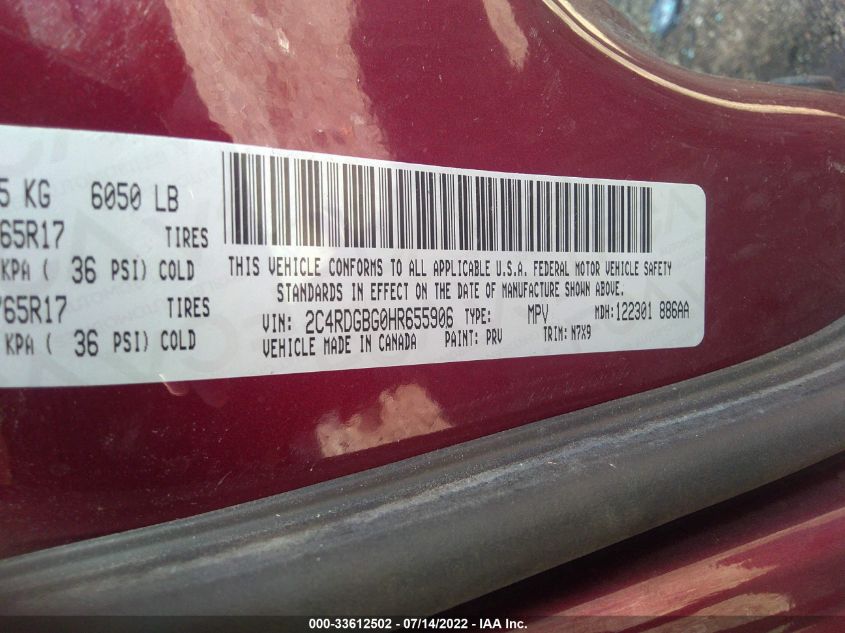 5 KG 6050 LB
65R17 TIRES
KPA ( 36 PSI) COLD
65R17 TIRES
KPA ( 36 PSI) COLD
THIS VEHICLE CONFORMS TO ALL APPLICABLE U.S.A. FEDERAL MOTOR VEHICLE SAFETY
STANDARDS IN EFFECT ON THE DATE OF MANUFACTURE SHOWN ABOVE.
VIN: 2C4RDGBG0HR655906 TYPE: MPV MDH:122301 886AA
VEHICLE MADE IN CANADA PAINT: PRV TRIM: N7X9
000-33612502 - 07/14/2022 - IAA Inc.